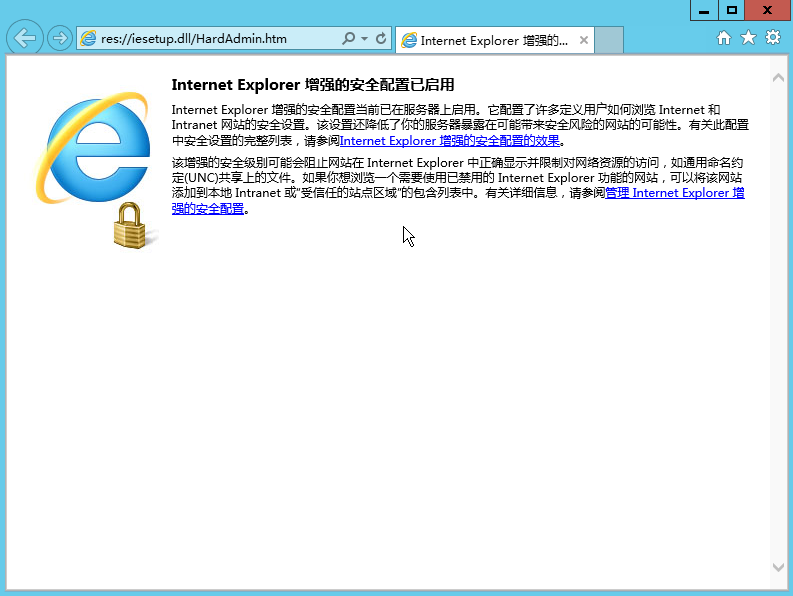 res://iesetup.dll/HardAdmin.htm
Internet Explorer 增强的...
Internet Explorer 增强的安全配置已启用
Internet Explorer 增强的安全配置当前已在服务器上启用。它配置了许多定义用户如何浏览 Internet 和
Intranet 网站的安全设置。该设置还降低了你的服务器暴露在可能带来安全风险的网站的可能性。有关此配置
中安全设置的完整列表，请参阅Internet Explorer 增强的安全配置的效果。
该增强的安全级别可能会阻止网站在 Internet Explorer 中正确显示并限制对网络资源的访问，如通用命名约
定(UNC)共享上的文件。如果你想浏览一个需要使用已禁用的 Internet Explorer 功能的网站，可以将该网站
添加到本地 Intranet 或"受信任的站点区域"的包含列表中。有关详细信息，请参阅管理 Internet Explorer 增
强的安全配置。